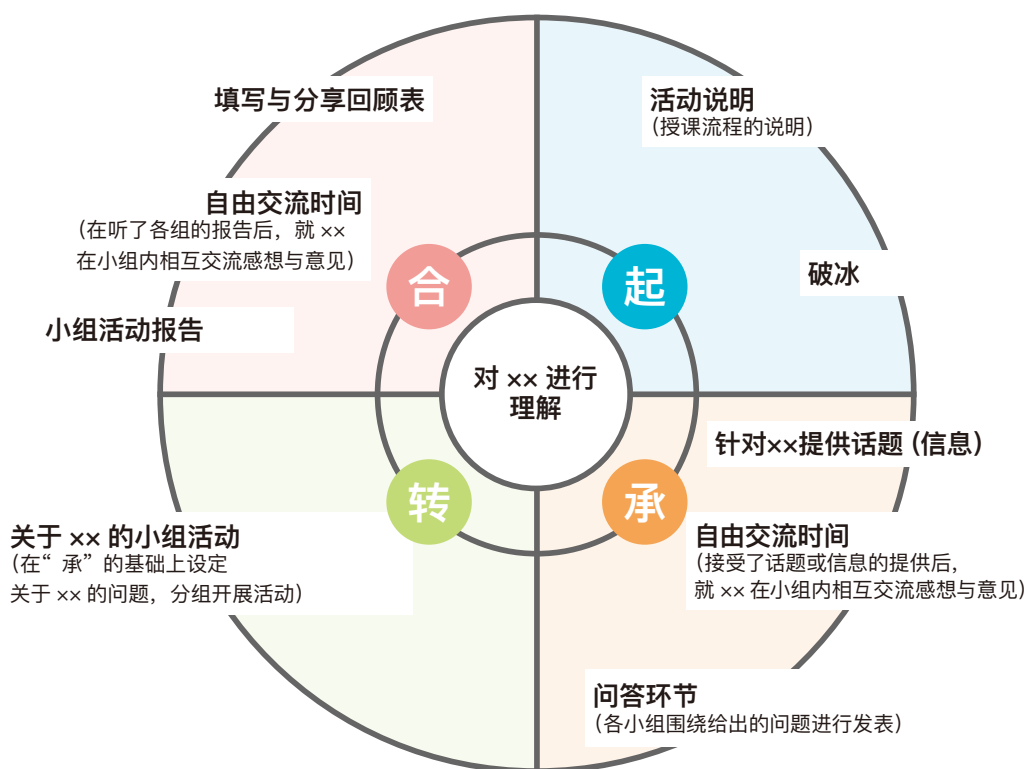 填写与分享回顾表
活动说明
（授课流程的说明）
自由交流时间
（在听了各组的报告后，就 ××
在小组内相互交流感想与意见）
合
起
破冰
小组活动报告
对 ×× 进行
理解
针对××提供话题（信息）
转
承
关于 ×× 的小组活动
（在“承”的基础上设定
关于 ×× 的问题，分组开展活动）
自由交流时间
（接受了话题或信息的提供后，
就 ×× 在小组内相互交流感想与意见）
问答环节
（各小组围绕给出的问题进行发表）